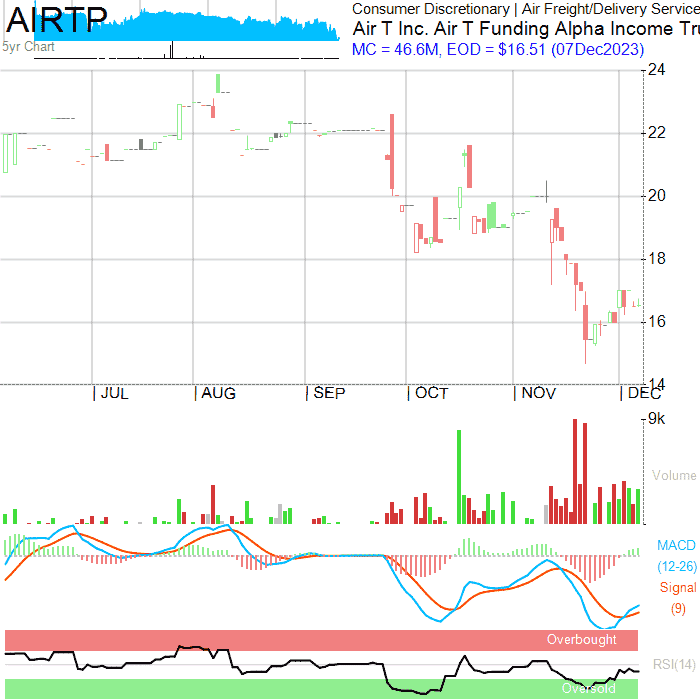 AIRTP
5yr Chart
Consumer Discretionary | Air Freight/Delivery Service
Air T Inc. Air T Funding Alpha Income Tru
MC = 46.6M, EOD = $16.51 (07Dec2023)
24
22
20
18
16
14
| JUL | AUG | SEP | OCT | NOV | DEC
9k
Volume
MACD
(12-26)
Signal
(9)
Overbought
RSI(14)
Oversold